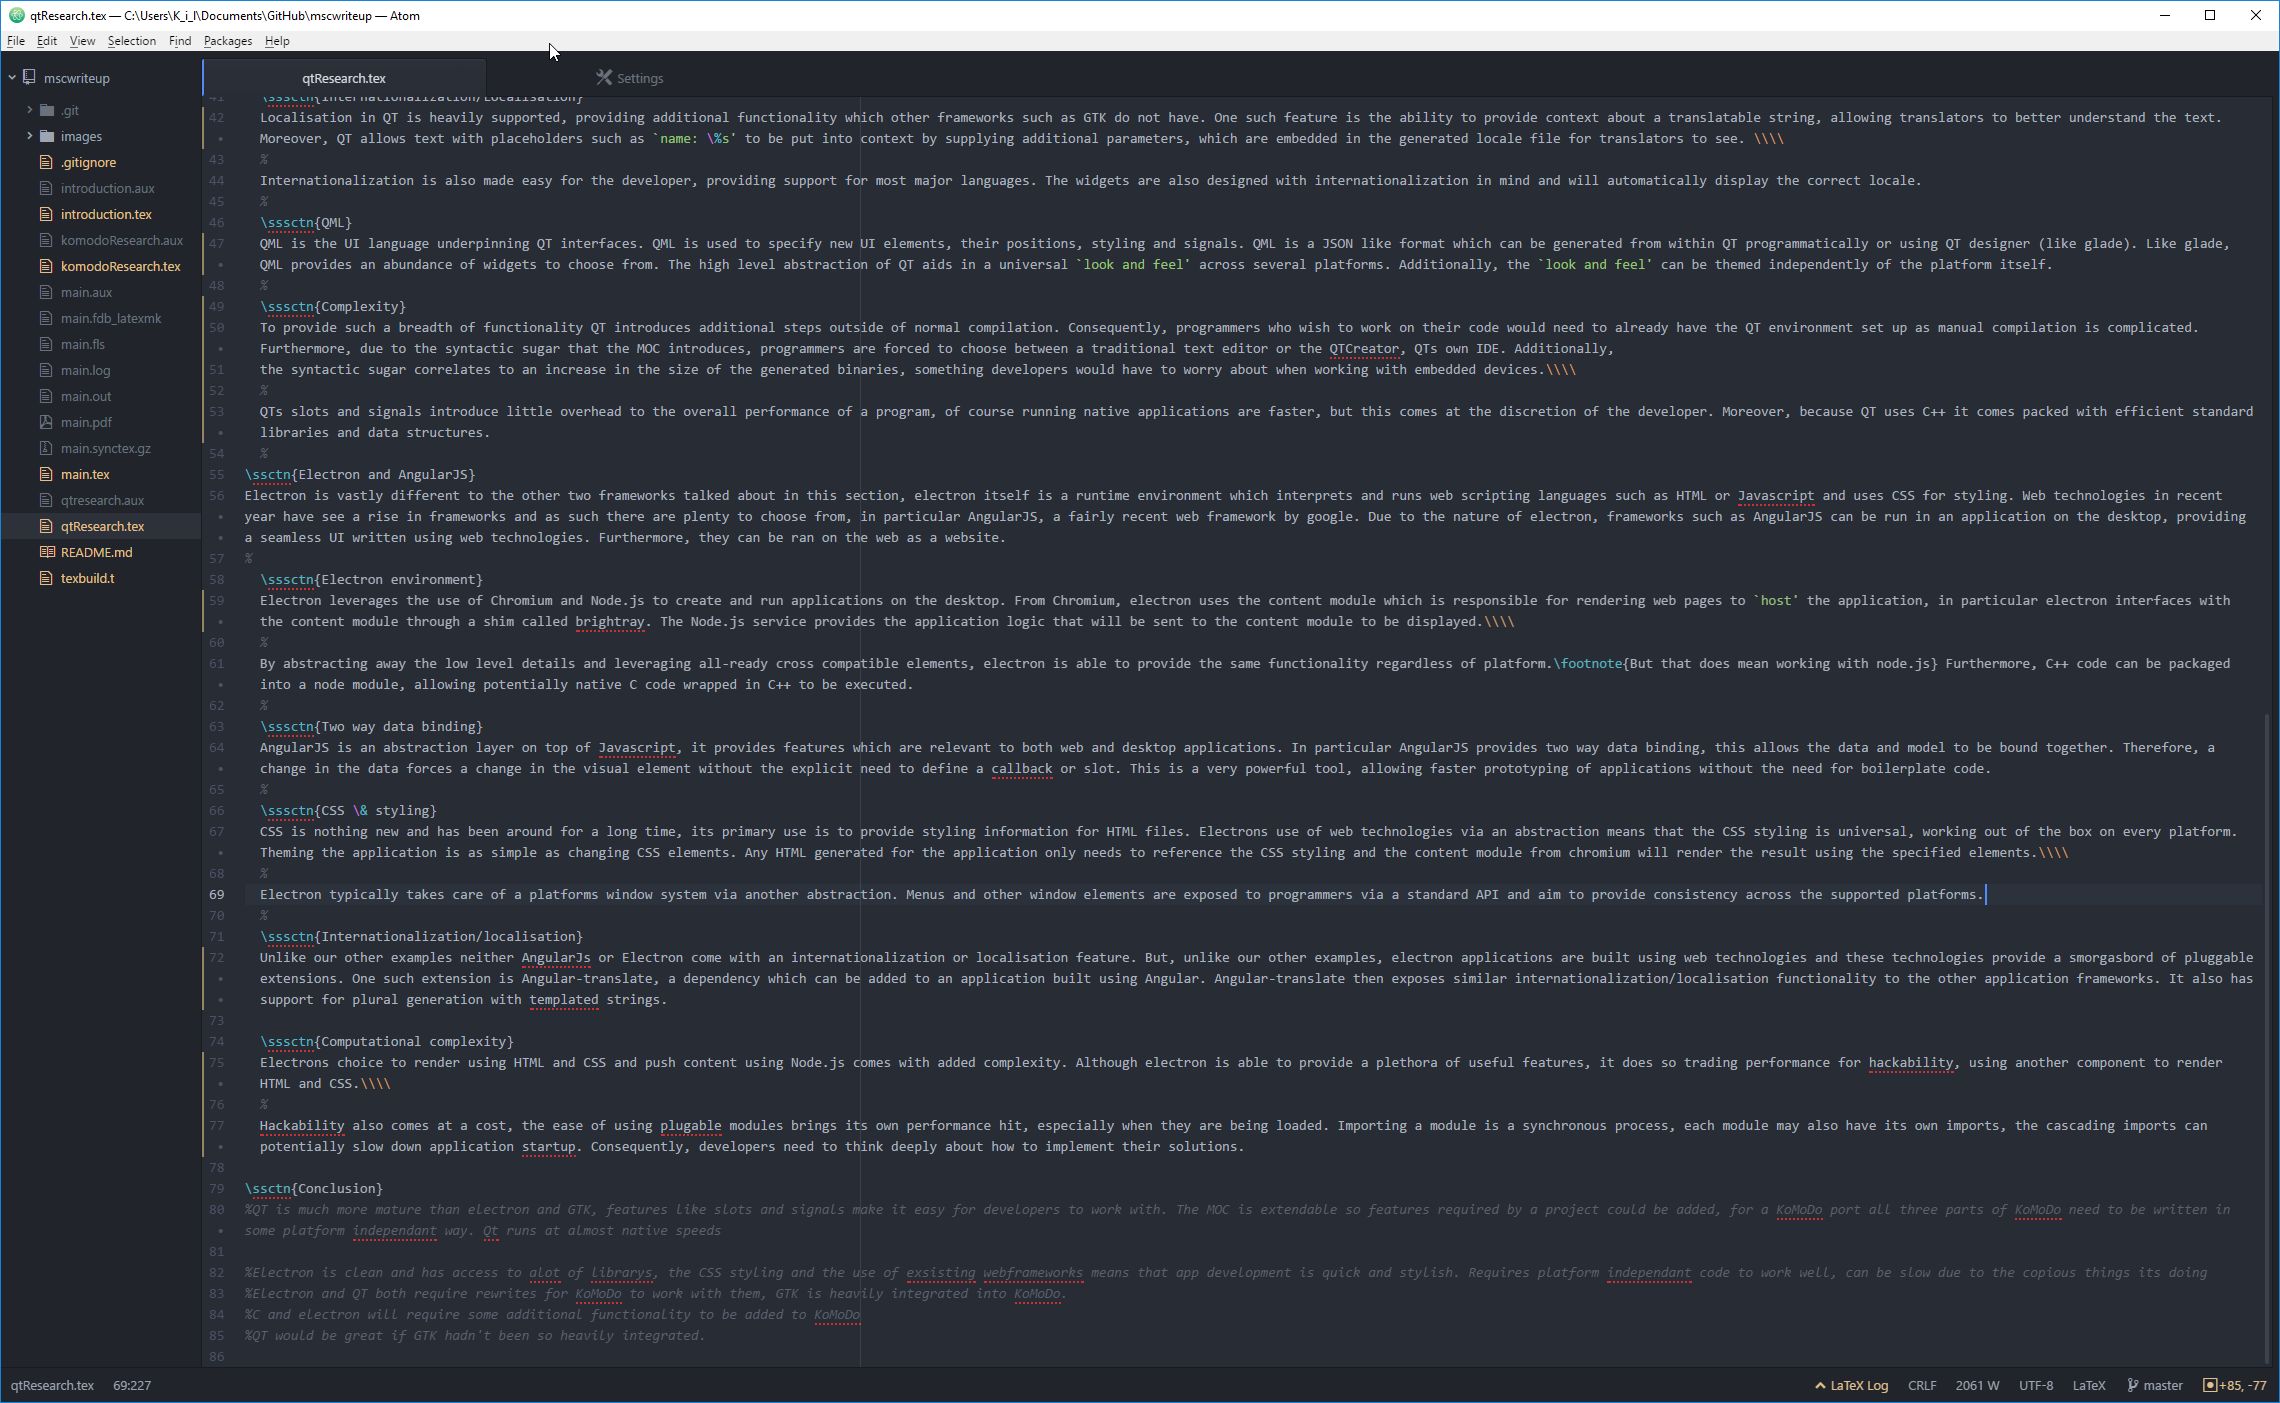 qtResearch.tex — C:\Users\K_i_l\Documents\GitHub\mscwriteup — Atom
File Edit View Selection Find Packages Help
mscwriteup
.git
images
.gitignore
introduction.aux
introduction.tex
komodoResearch.aux
komodoResearch.tex
main.aux
main.fdb_latexmk
main.fls
main.log
main.out
main.pdf
main.synctex.gz
main.tex
qtresearch.aux
qtResearch.tex
README.md
texbuild.t
qtResearch.tex Settings
41 \sssctn{Internationalization/Localisation}
42 Localisation in QT is heavily supported, providing additional functionality which other frameworks such as GTK do not have. One such feature is the ability to provide context about a translatable string, allowing translators to better understand the text.
• Moreover, QT allows text with placeholders such as `name: \%s' to be put into context by supplying additional parameters, which are embedded in the generated locale file for translators to see. \\\\
43 %
44 Internationalization is also made easy for the developer, providing support for most major languages. The widgets are also designed with internationalization in mind and will automatically display the correct locale.
45 %
46 \sssctn{QML}
47 QML is the UI language underpinning QT interfaces. QML is used to specify new UI elements, their positions, styling and signals. QML is a JSON like format which can be generated from within QT programmatically or using QT designer (like glade). Like glade,
• QML provides an abundance of widgets to choose from. The high level abstraction of QT aids in a universal `look and feel' across several platforms. Additionally, the `look and feel' can be themed independently of the platform itself.
48 %
49 \sssctn{Complexity}
50 To provide such a breadth of functionality QT introduces additional steps outside of normal compilation. Consequently, programmers who wish to work on their code would need to already have the QT environment set up as manual compilation is complicated.
• Furthermore, due to the syntactic sugar that the MOC introduces, programmers are forced to choose between a traditional text editor or the QTCreator, QTs own IDE. Additionally,
51 the syntactic sugar correlates to an increase in the size of the generated binaries, something developers would have to worry about when working with embedded devices.\\\\
52 %
53 QTs slots and signals introduce little overhead to the overall performance of a program, of course running native applications are faster, but this comes at the discretion of the developer. Moreover, because QT uses C++ it comes packed with efficient standard
• libraries and data structures.
54 %
55 \ssctn{Electron and AngularJS}
56 Electron is vastly different to the other two frameworks talked about in this section, electron itself is a runtime environment which interprets and runs web scripting languages such as HTML or Javascript and uses CSS for styling. Web technologies in recent
• year have see a rise in frameworks and as such there are plenty to choose from, in particular AngularJS, a fairly recent web framework by google. Due to the nature of electron, frameworks such as AngularJS can be run in an application on the desktop, providing
• a seamless UI written using web technologies. Furthermore, they can be ran on the web as a website.
57 %
58 \sssctn{Electron environment}
59 Electron leverages the use of Chromium and Node.js to create and run applications on the desktop. From Chromium, electron uses the content module which is responsible for rendering web pages to `host' the application, in particular electron interfaces with
• the content module through a shim called brightray. The Node.js service provides the application logic that will be sent to the content module to be displayed.\\\\
60 %
61 By abstracting away the low level details and leveraging all-ready cross compatible elements, electron is able to provide the same functionality regardless of platform.\footnote{But that does mean working with node.js} Furthermore, C++ code can be packaged
• into a node module, allowing potentially native C code wrapped in C++ to be executed.
62 %
63 \sssctn{Two way data binding}
64 AngularJS is an abstraction layer on top of Javascript, it provides features which are relevant to both web and desktop applications. In particular AngularJS provides two way data binding, this allows the data and model to be bound together. Therefore, a
• change in the data forces a change in the visual element without the explicit need to define a callback or slot. This is a very powerful tool, allowing faster prototyping of applications without the need for boilerplate code.
65 %
66 \sssctn{CSS \& styling}
67 CSS is nothing new and has been around for a long time, its primary use is to provide styling information for HTML files. Electrons use of web technologies via an abstraction means that the CSS styling is universal, working out of the box on every platform.
• Theming the application is as simple as changing CSS elements. Any HTML generated for the application only needs to reference the CSS styling and the content module from chromium will render the result using the specified elements.\\\\
68 %
69 Electron typically takes care of a platforms window system via another abstraction. Menus and other window elements are exposed to programmers via a standard API and aim to provide consistency across the supported platforms.
70 %
71 \sssctn{Internationalization/localisation}
72 Unlike our other examples neither AngularJs or Electron come with an internationalization or localisation feature. But, unlike our other examples, electron applications are built using web technologies and these technologies provide a smorgasbord of pluggable
• extensions. One such extension is Angular-translate, a dependency which can be added to an application built using Angular. Angular-translate then exposes similar internationalization/localisation functionality to the other application frameworks. It also has
• support for plural generation with templated strings.
73
74 \sssctn{Computational complexity}
75 Electrons choice to render using HTML and CSS and push content using Node.js comes with added complexity. Although electron is able to provide a plethora of useful features, it does so trading performance for hackability, using another component to render
• HTML and CSS.\\\\
76 %
77 Hackability also comes at a cost, the ease of using plugable modules brings its own performance hit, especially when they are being loaded. Importing a module is a synchronous process, each module may also have its own imports, the cascading imports can
• potentially slow down application startup. Consequently, developers need to think deeply about how to implement their solutions.
78
79 \ssctn{Conclusion}
80 %QT is much more mature than electron and GTK, features like slots and signals make it easy for developers to work with. The MOC is extendable so features required by a project could be added, for a KoMoDo port all three parts of KoMoDo need to be written in
• some platform independant way. Qt runs at almost native speeds
81
82 %Electron is clean and has access to alot of librarys, the CSS styling and the use of exsisting webframeworks means that app development is quick and stylish. Requires platform independant code to work well, can be slow due to the copious things its doing
83 %Electron and QT both require rewrites for KoMoDo to work with them, GTK is heavily integrated into KoMoDo.
84 %C and electron will require some additional functionality to be added to KoMoDo
85 %QT would be great if GTK hadn't been so heavily integrated.
86
qtResearch.tex 69:227 LaTeX Log CRLF 2061 W UTF-8 LaTeX master +85, -77